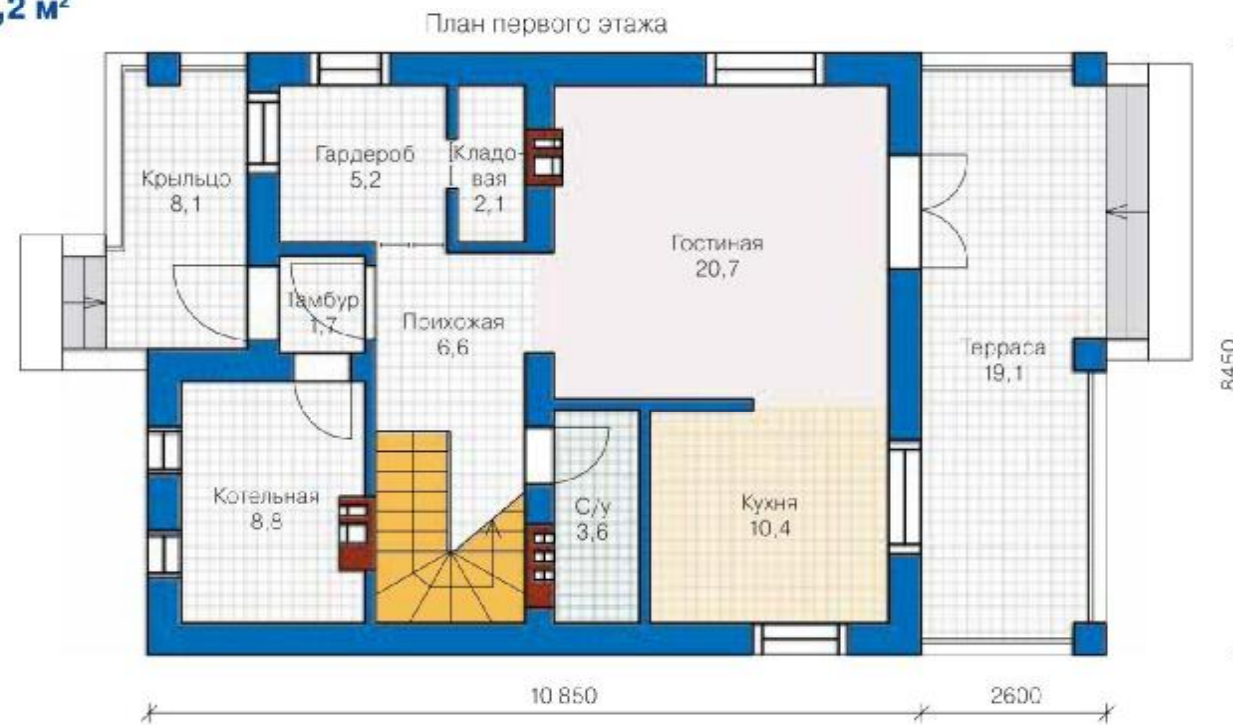 ,2 м²
План первого этажа
Крыльцо
8,1
Гардероб
5,2
Кладо-
вая
2,1
Гостиная
20,7
Тамбур
1,7
Прихожая
6,6
Терраса
19,1
8450
Котельная
8,8
С/у
3,6
Кухня
10,4
10 850
2600